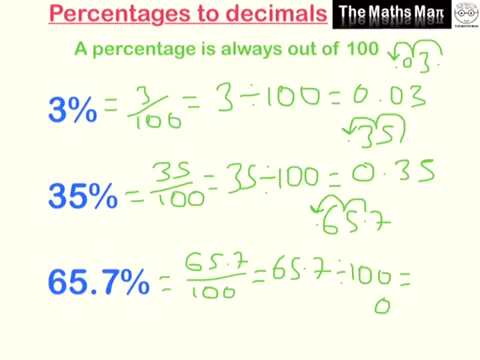 Percentages to decimals
The Maths Man
A percentage is always out of 100
.03.
3% = 3/100 = 3 ÷ 100 = 0.03
.35.
35% = 35/100 = 35 ÷ 100 = 0.35
.65.7
65.7% = 65.7/100 = 65.7 ÷ 100 =
0